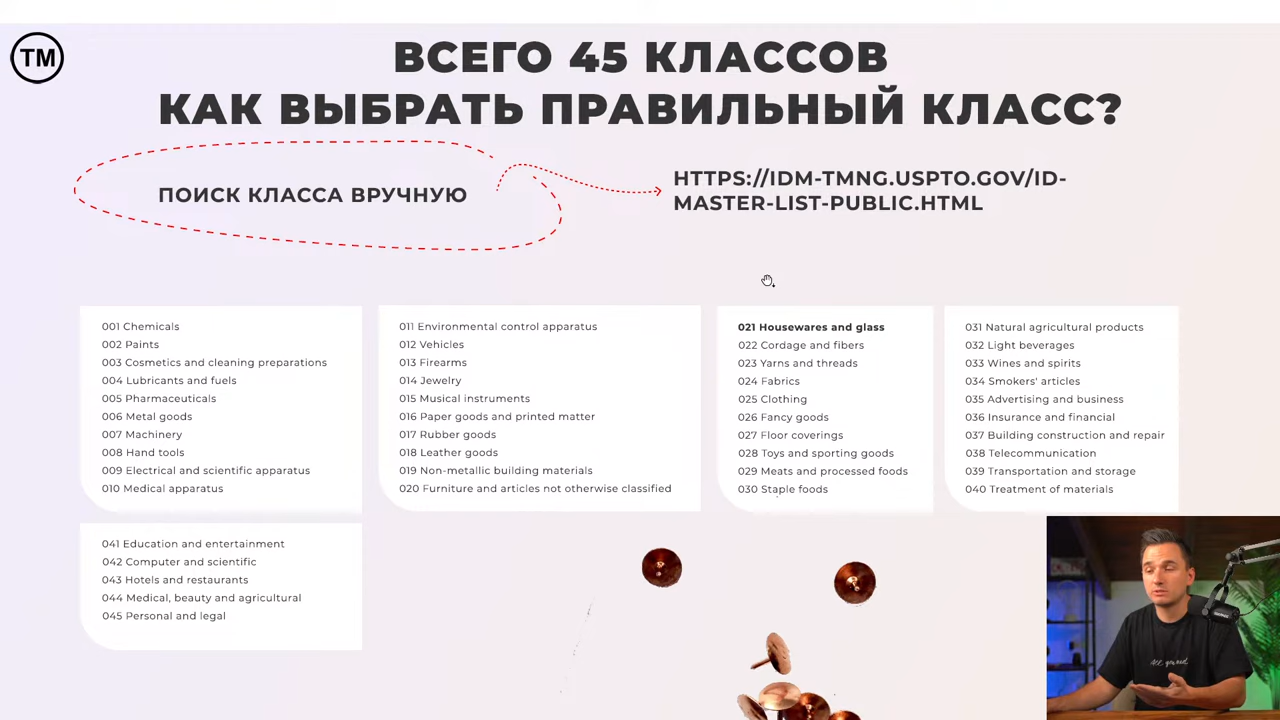 TM
ВСЕГО 45 КЛАССОВ
КАК ВЫБРАТЬ ПРАВИЛЬНЫЙ КЛАСС?
ПОИСК КЛАССА ВРУЧНУЮ
HTTPS://IDM-TMNG.USPTO.GOV/ID-
MASTER-LIST-PUBLIC.HTML
001 Chemicals
002 Paints
003 Cosmetics and cleaning preparations
004 Lubricants and fuels
005 Pharmaceuticals
006 Metal goods
007 Machinery
008 Hand tools
009 Electrical and scientific apparatus
010 Medical apparatus
011 Environmental control apparatus
012 Vehicles
013 Firearms
014 Jewelry
015 Musical instruments
016 Paper goods and printed matter
017 Rubber goods
018 Leather goods
019 Non-metallic building materials
020 Furniture and articles not otherwise classified
021 Housewares and glass
022 Cordage and fibers
023 Yarns and threads
024 Fabrics
025 Clothing
026 Fancy goods
027 Floor coverings
028 Toys and sporting goods
029 Meats and processed foods
030 Staple foods
031 Natural agricultural products
032 Light beverages
033 Wines and spirits
034 Smokers' articles
035 Advertising and business
036 Insurance and financial
037 Building construction and repair
038 Telecommunication
039 Transportation and storage
040 Treatment of materials
041 Education and entertainment
042 Computer and scientific
043 Hotels and restaurants
044 Medical, beauty and agricultural
045 Personal and legal